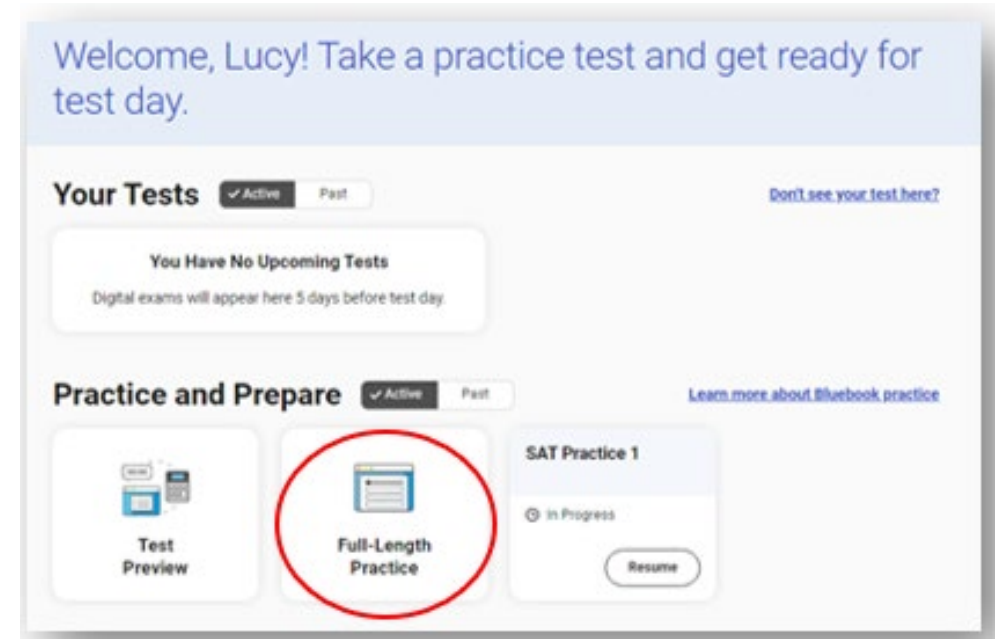 Welcome, Lucy! Take a practice test and get ready for
test day.
Your Tests
Active
Past
Don't see your test here?
You Have No Upcoming Tests
Digital exams will appear here 5 days before test day.
Practice and Prepare
Active
Past
Learn more about Bluebook practice
Test
Preview
Full-Length
Practice
SAT Practice 1
In Progress
Resume